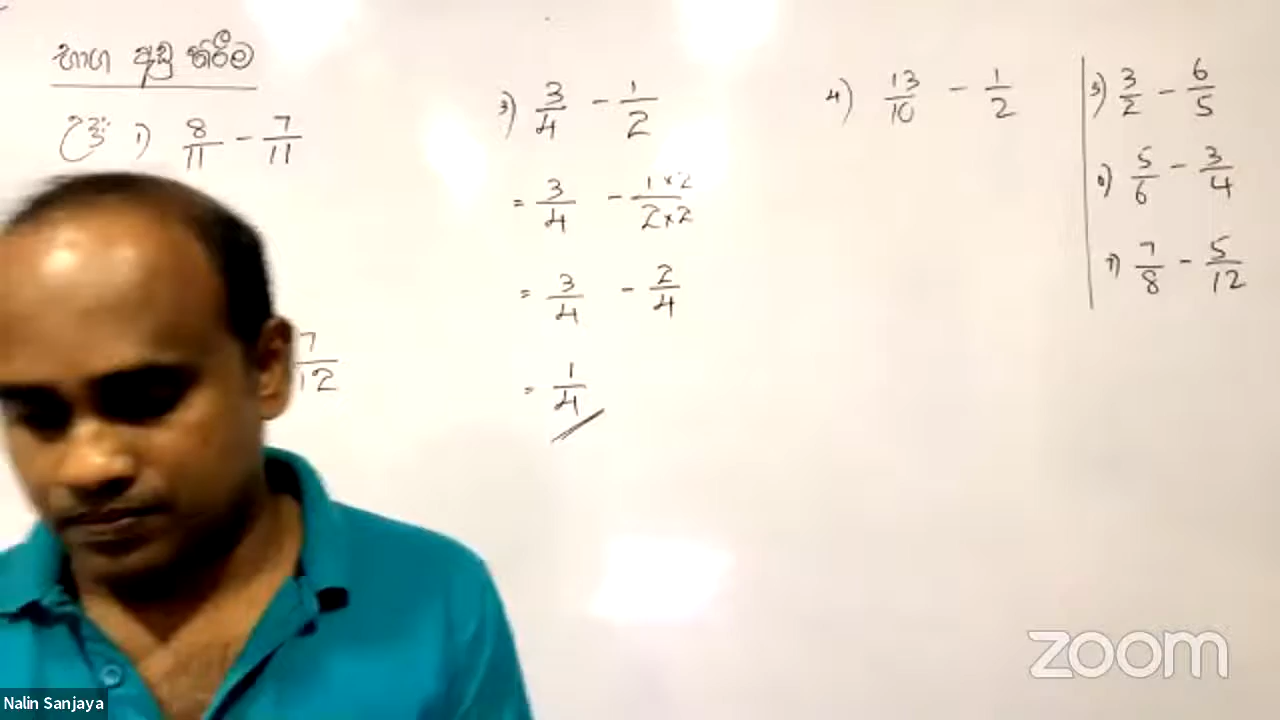 භාග අඩු කිරීම
උදා: 1) 8/11 - 7/11
7/12
3) 3/4 - 1/2
= 3/4 - 1×2/2×2
= 3/4 - 2/4
= 1/4
4) 13/10 - 1/2
5) 3/2 - 6/5
6) 5/6 - 3/4
7) 7/8 - 5/12
zoom
Nalin Sanjaya